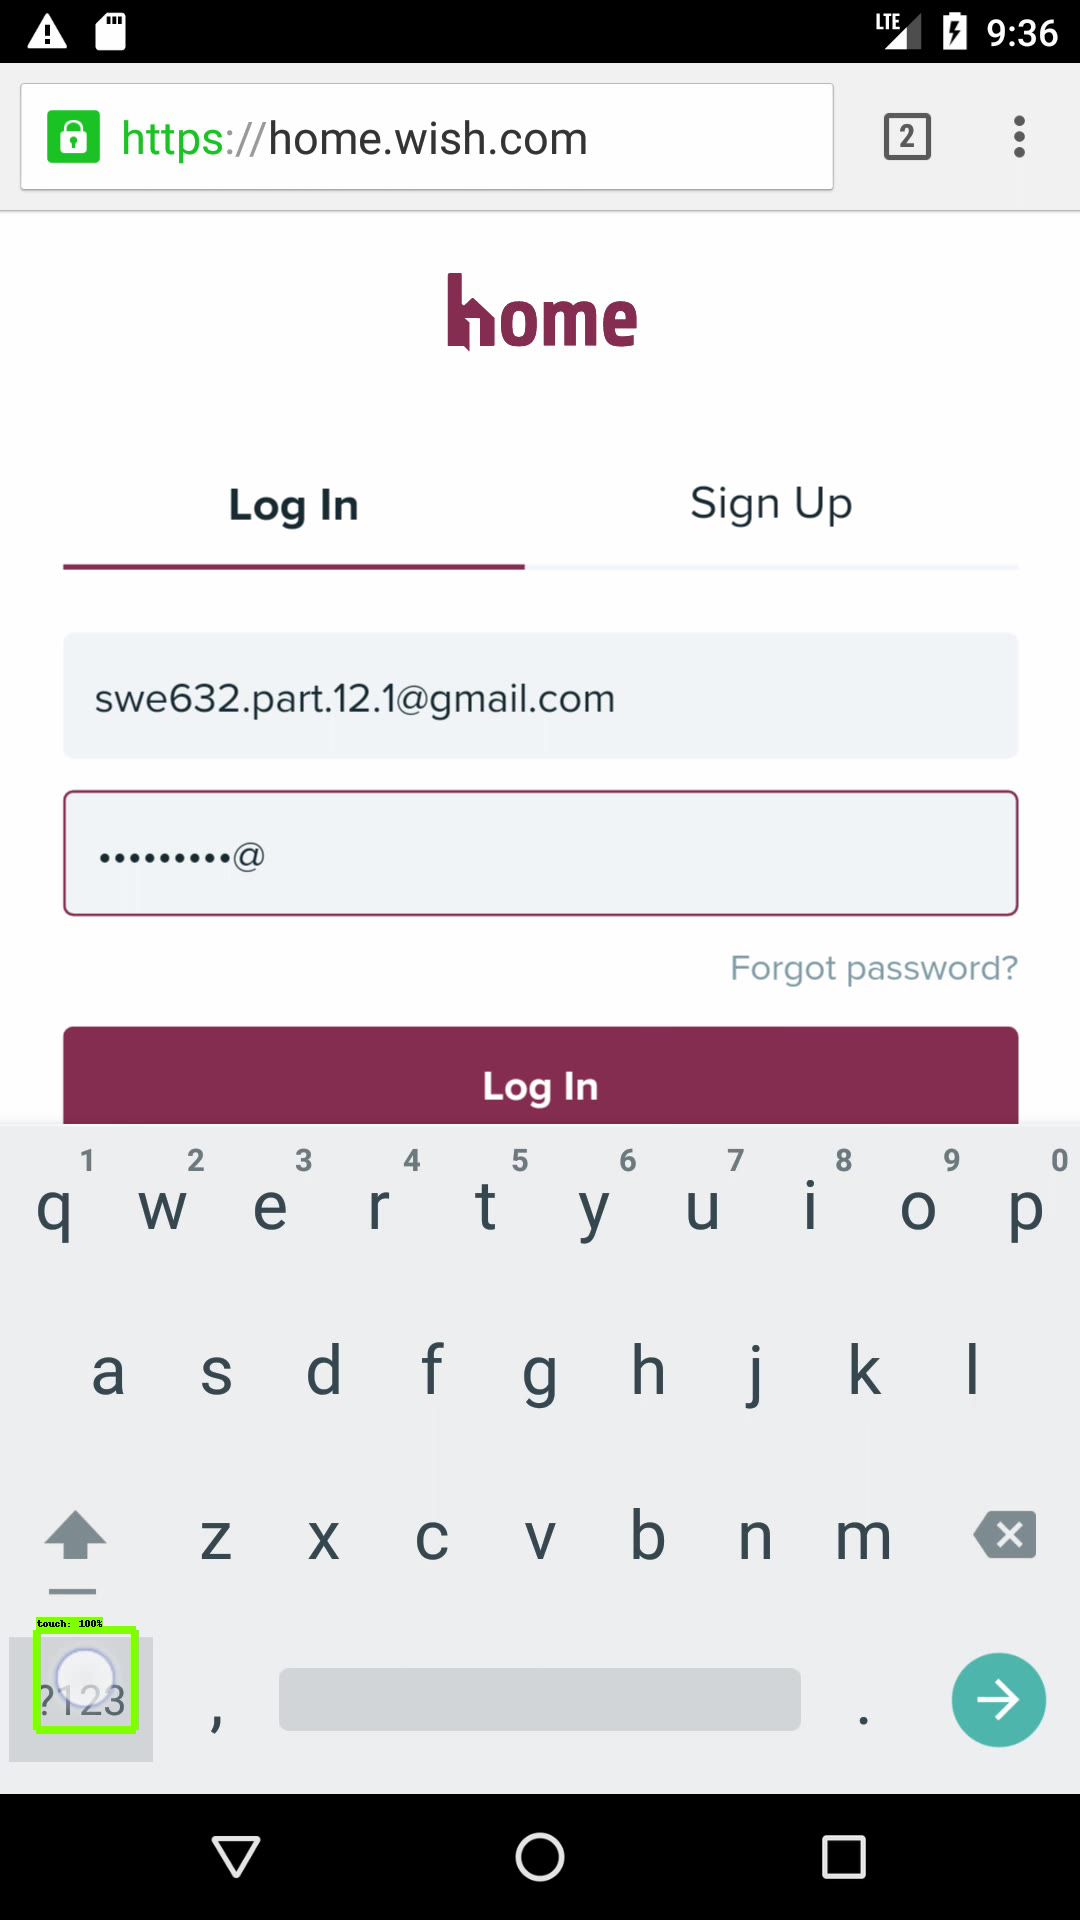 LTE 9:36
https://home.wish.com 2
home
Log In Sign Up
swe632.part.12.1@gmail.com
•••••••••@
Forgot password?
Log In
1 2 3 4 5 6 7 8 9 0
q w e r t y u i o p
a s d f g h j k l
z x c v b n m
touch: 100%
?123 , .